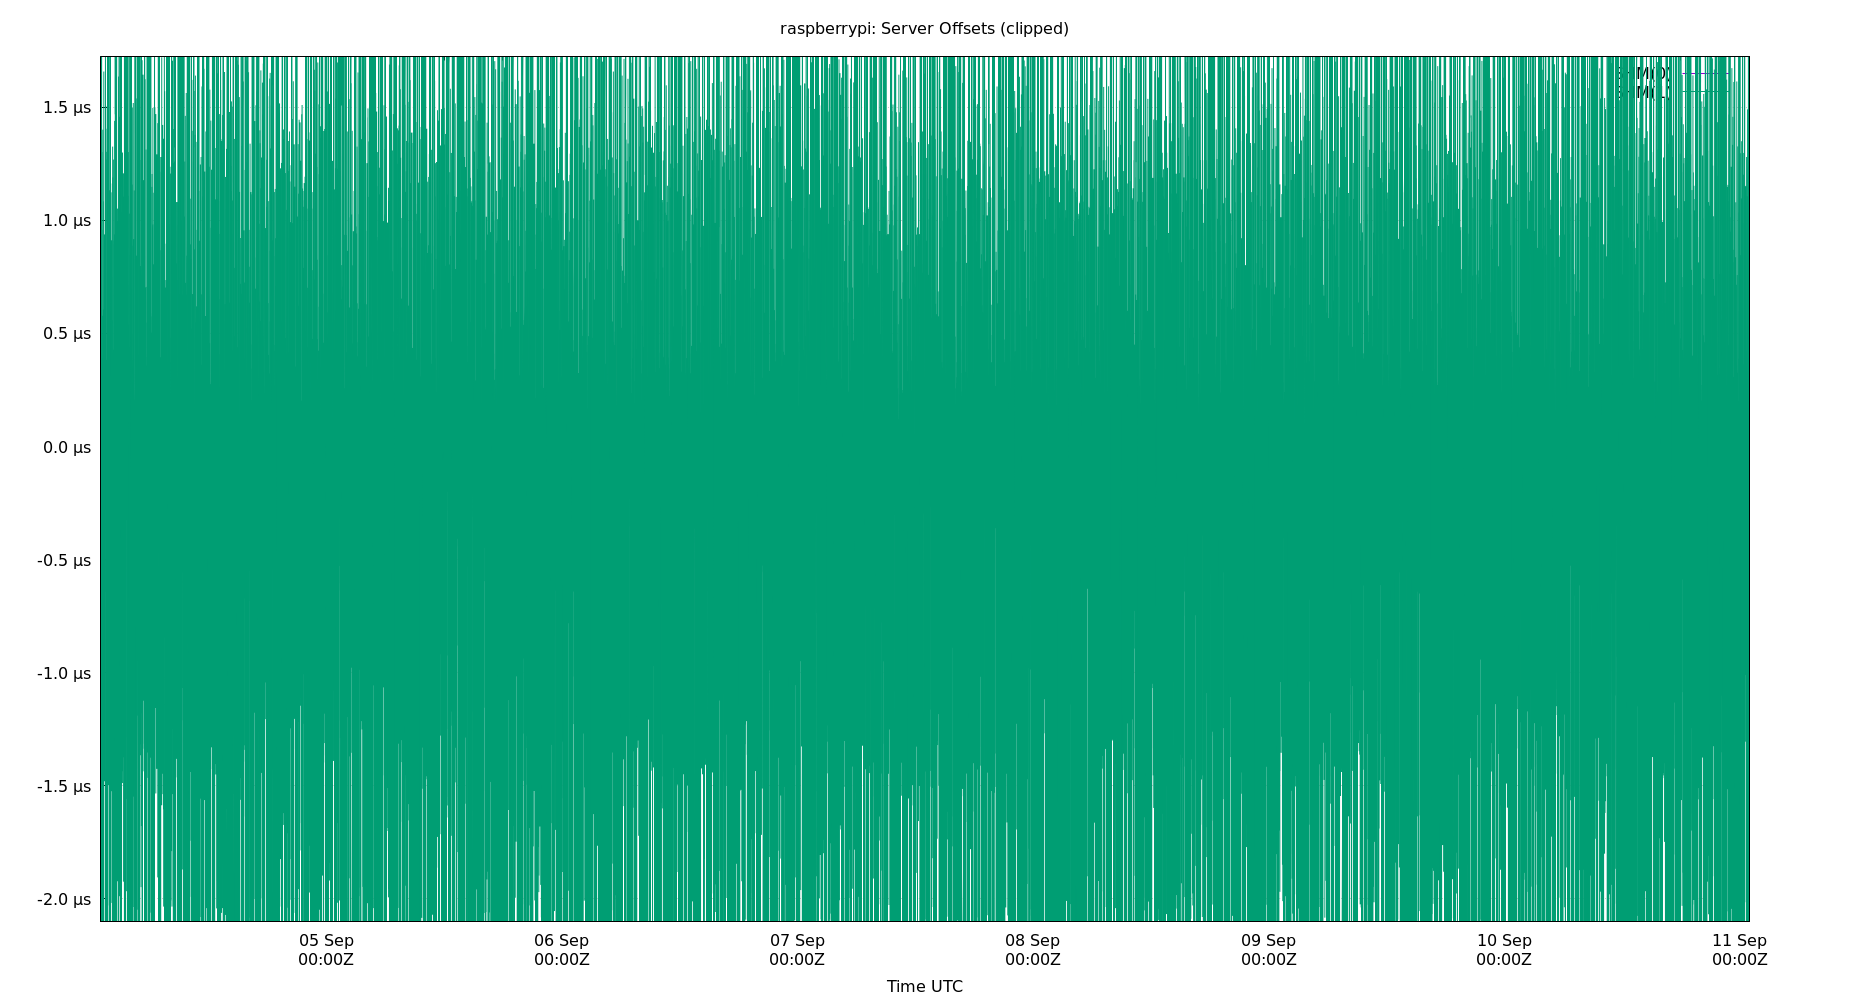 raspberrypi: Server Offsets (clipped)
1.5 µs
1.0 µs
0.5 µs
0.0 µs
-0.5 µs
-1.0 µs
-1.5 µs
-2.0 µs
05 Sep
00:00Z
06 Sep
00:00Z
07 Sep
00:00Z
08 Sep
00:00Z
09 Sep
00:00Z
10 Sep
00:00Z
11 Sep
00:00Z
Time UTC